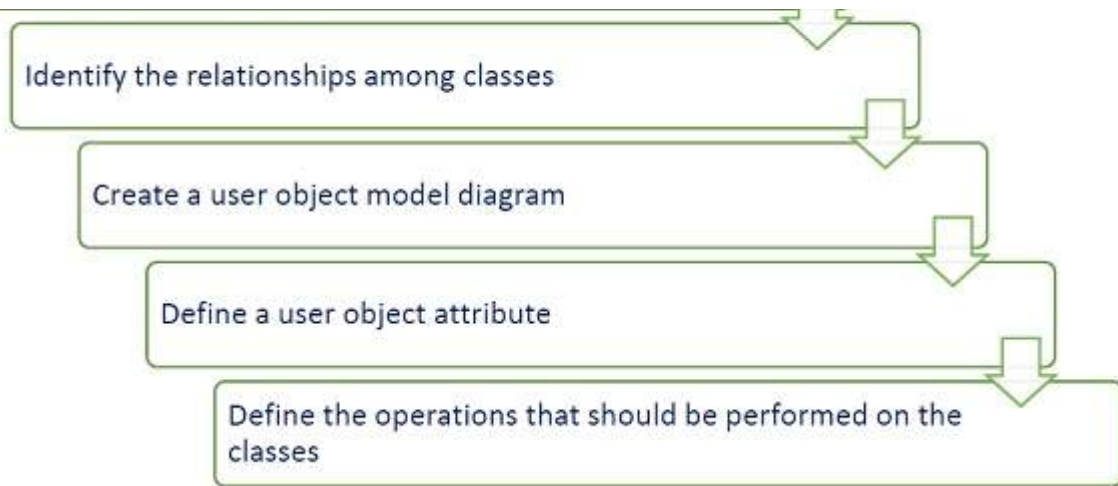 Identify the relationships among classes
Create a user object model diagram
Define a user object attribute
Define the operations that should be performed on the
classes